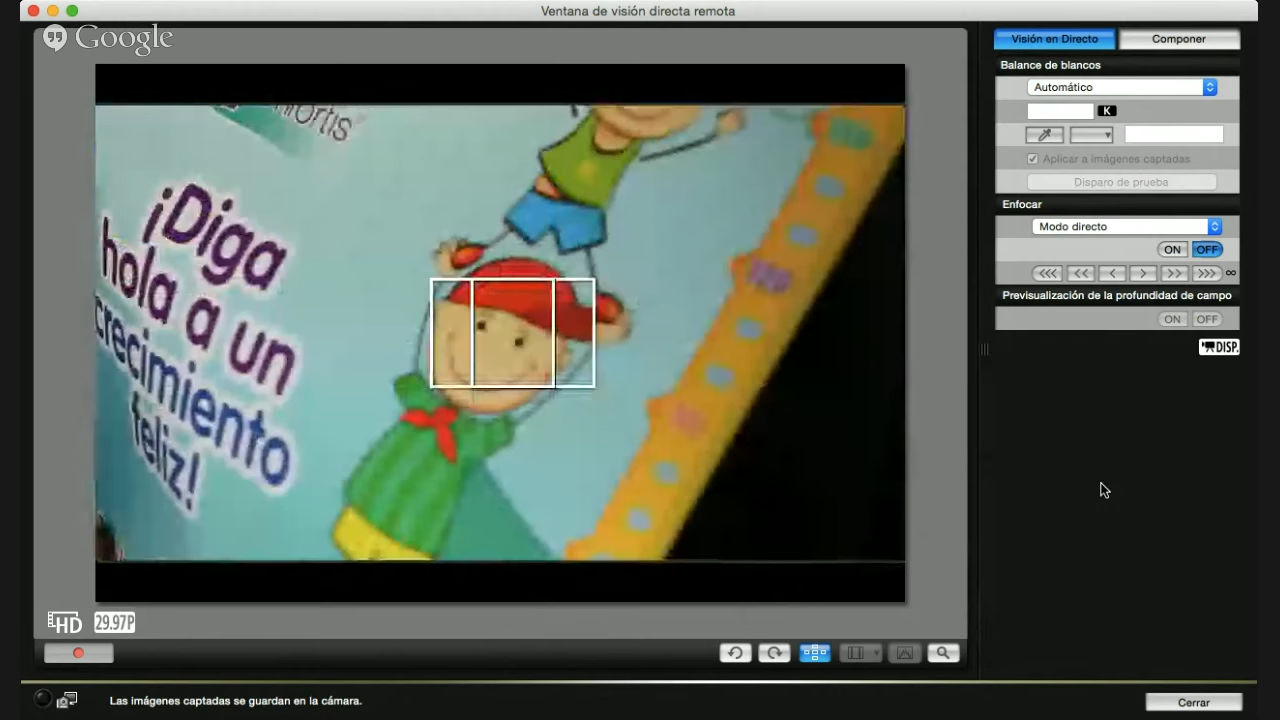 Ventana de visión directa remota
Google
¡Diga
hola a un
crecimiento
feliz!
HD
29.97P
Las imágenes captadas se guardan en la cámara.
Visión en Directo
Componer
Balance de blancos
Automático
K
Aplicar a imágenes captadas
Disparo de prueba
Enfocar
Modo directo
ON OFF
<<< << < > >> >>> ∞
Previsualización de la profundidad de campo
ON OFF
DISP.
Cerrar